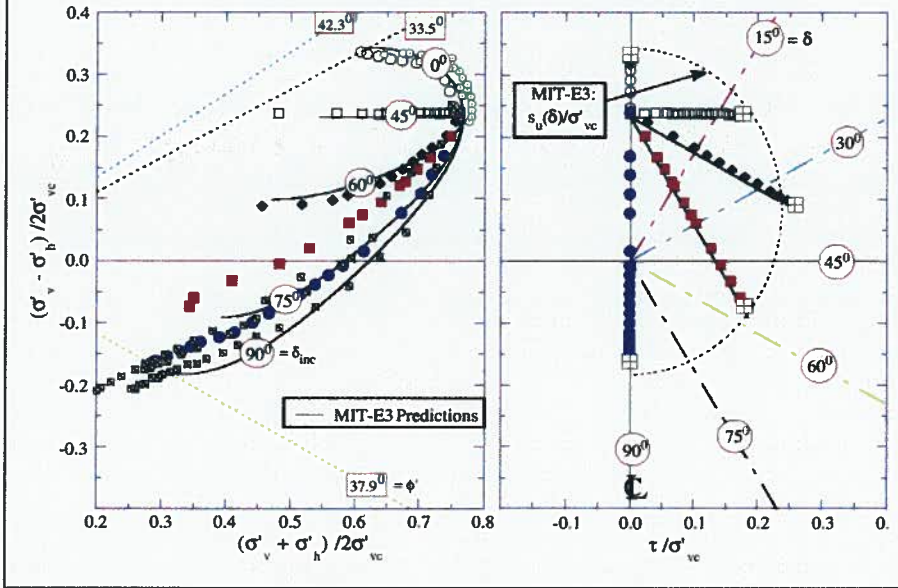 42.3⁰
33.5⁰
0⁰
45⁰
60⁰
75⁰
90⁰ = δinc
MIT-E3 Predictions
37.9⁰ = φ'
0.4
0.3
0.2
0.1
0.0
-0.1
-0.2
-0.3
0.2 0.3 0.4 0.5 0.6 0.7 0.8
(σ'v - σ'h) /2σ'vc
(σ'v + σ'h) /2σ'vc
15⁰ = δ
MIT-E3:
su(δ)/σ'vc
30⁰
45⁰
60⁰
75⁰
90⁰
℄
-0.1 0.0 0.1 0.2 0.3 0.
τ /σ'vc